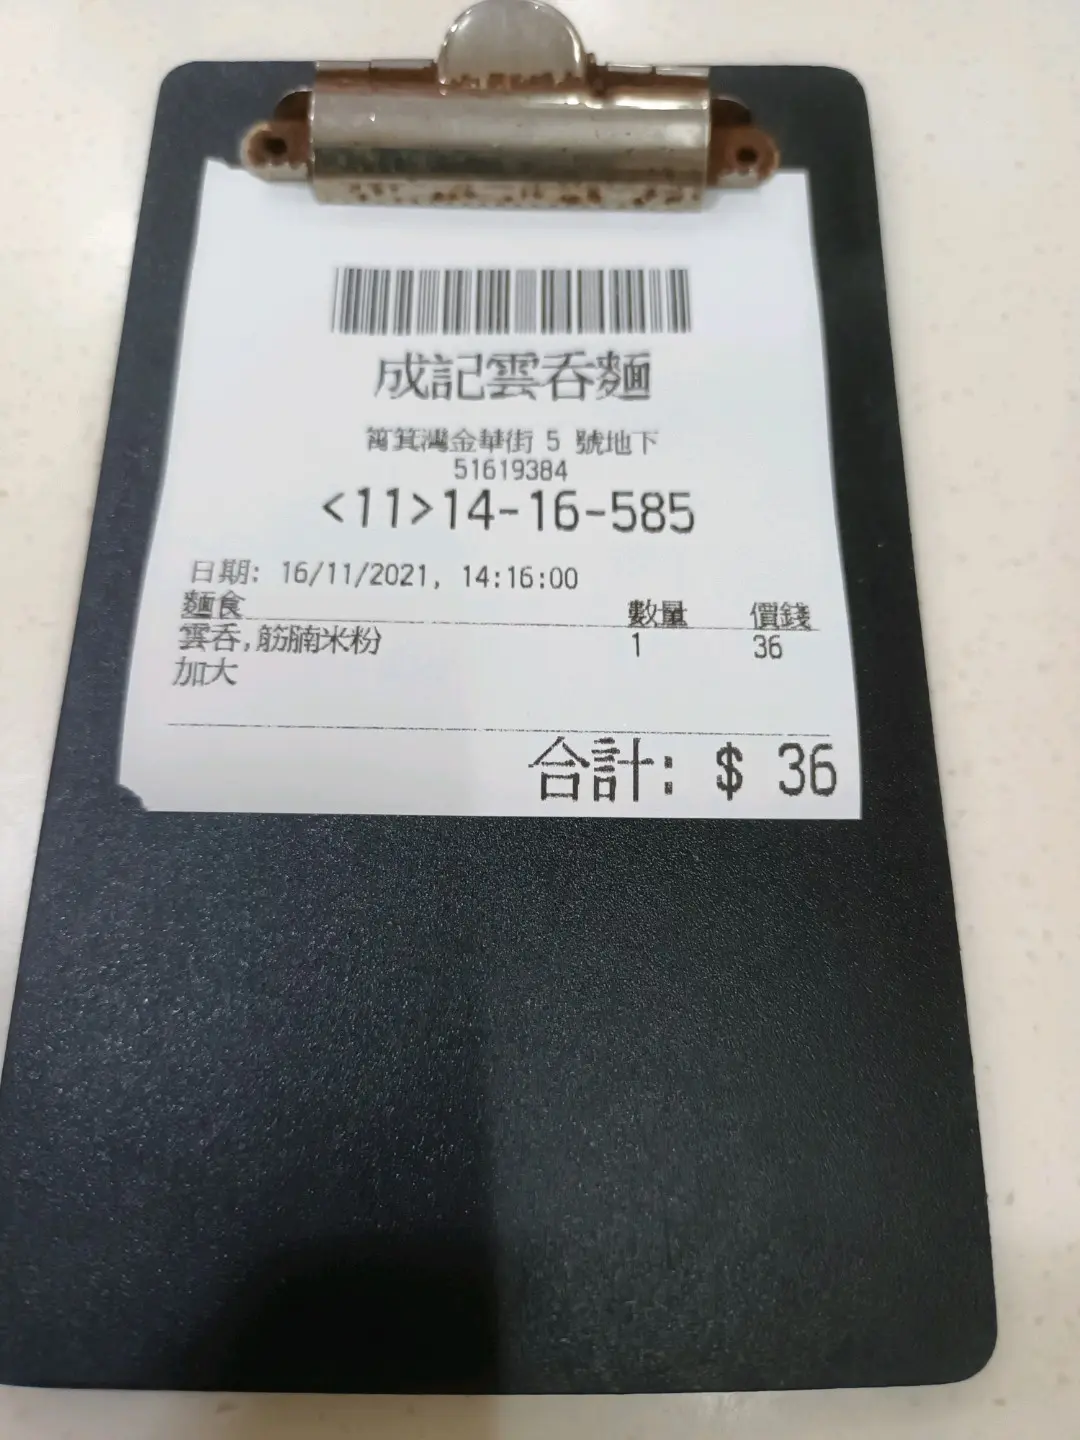 成記雲吞麵
筲箕灣金華街 5 號地下
51619384
<11>14-16-585
日期: 16/11/2021, 14:16:00
麵食 數量 價錢
雲吞,筋腩米粉 1 36
加大
合計: $ 36